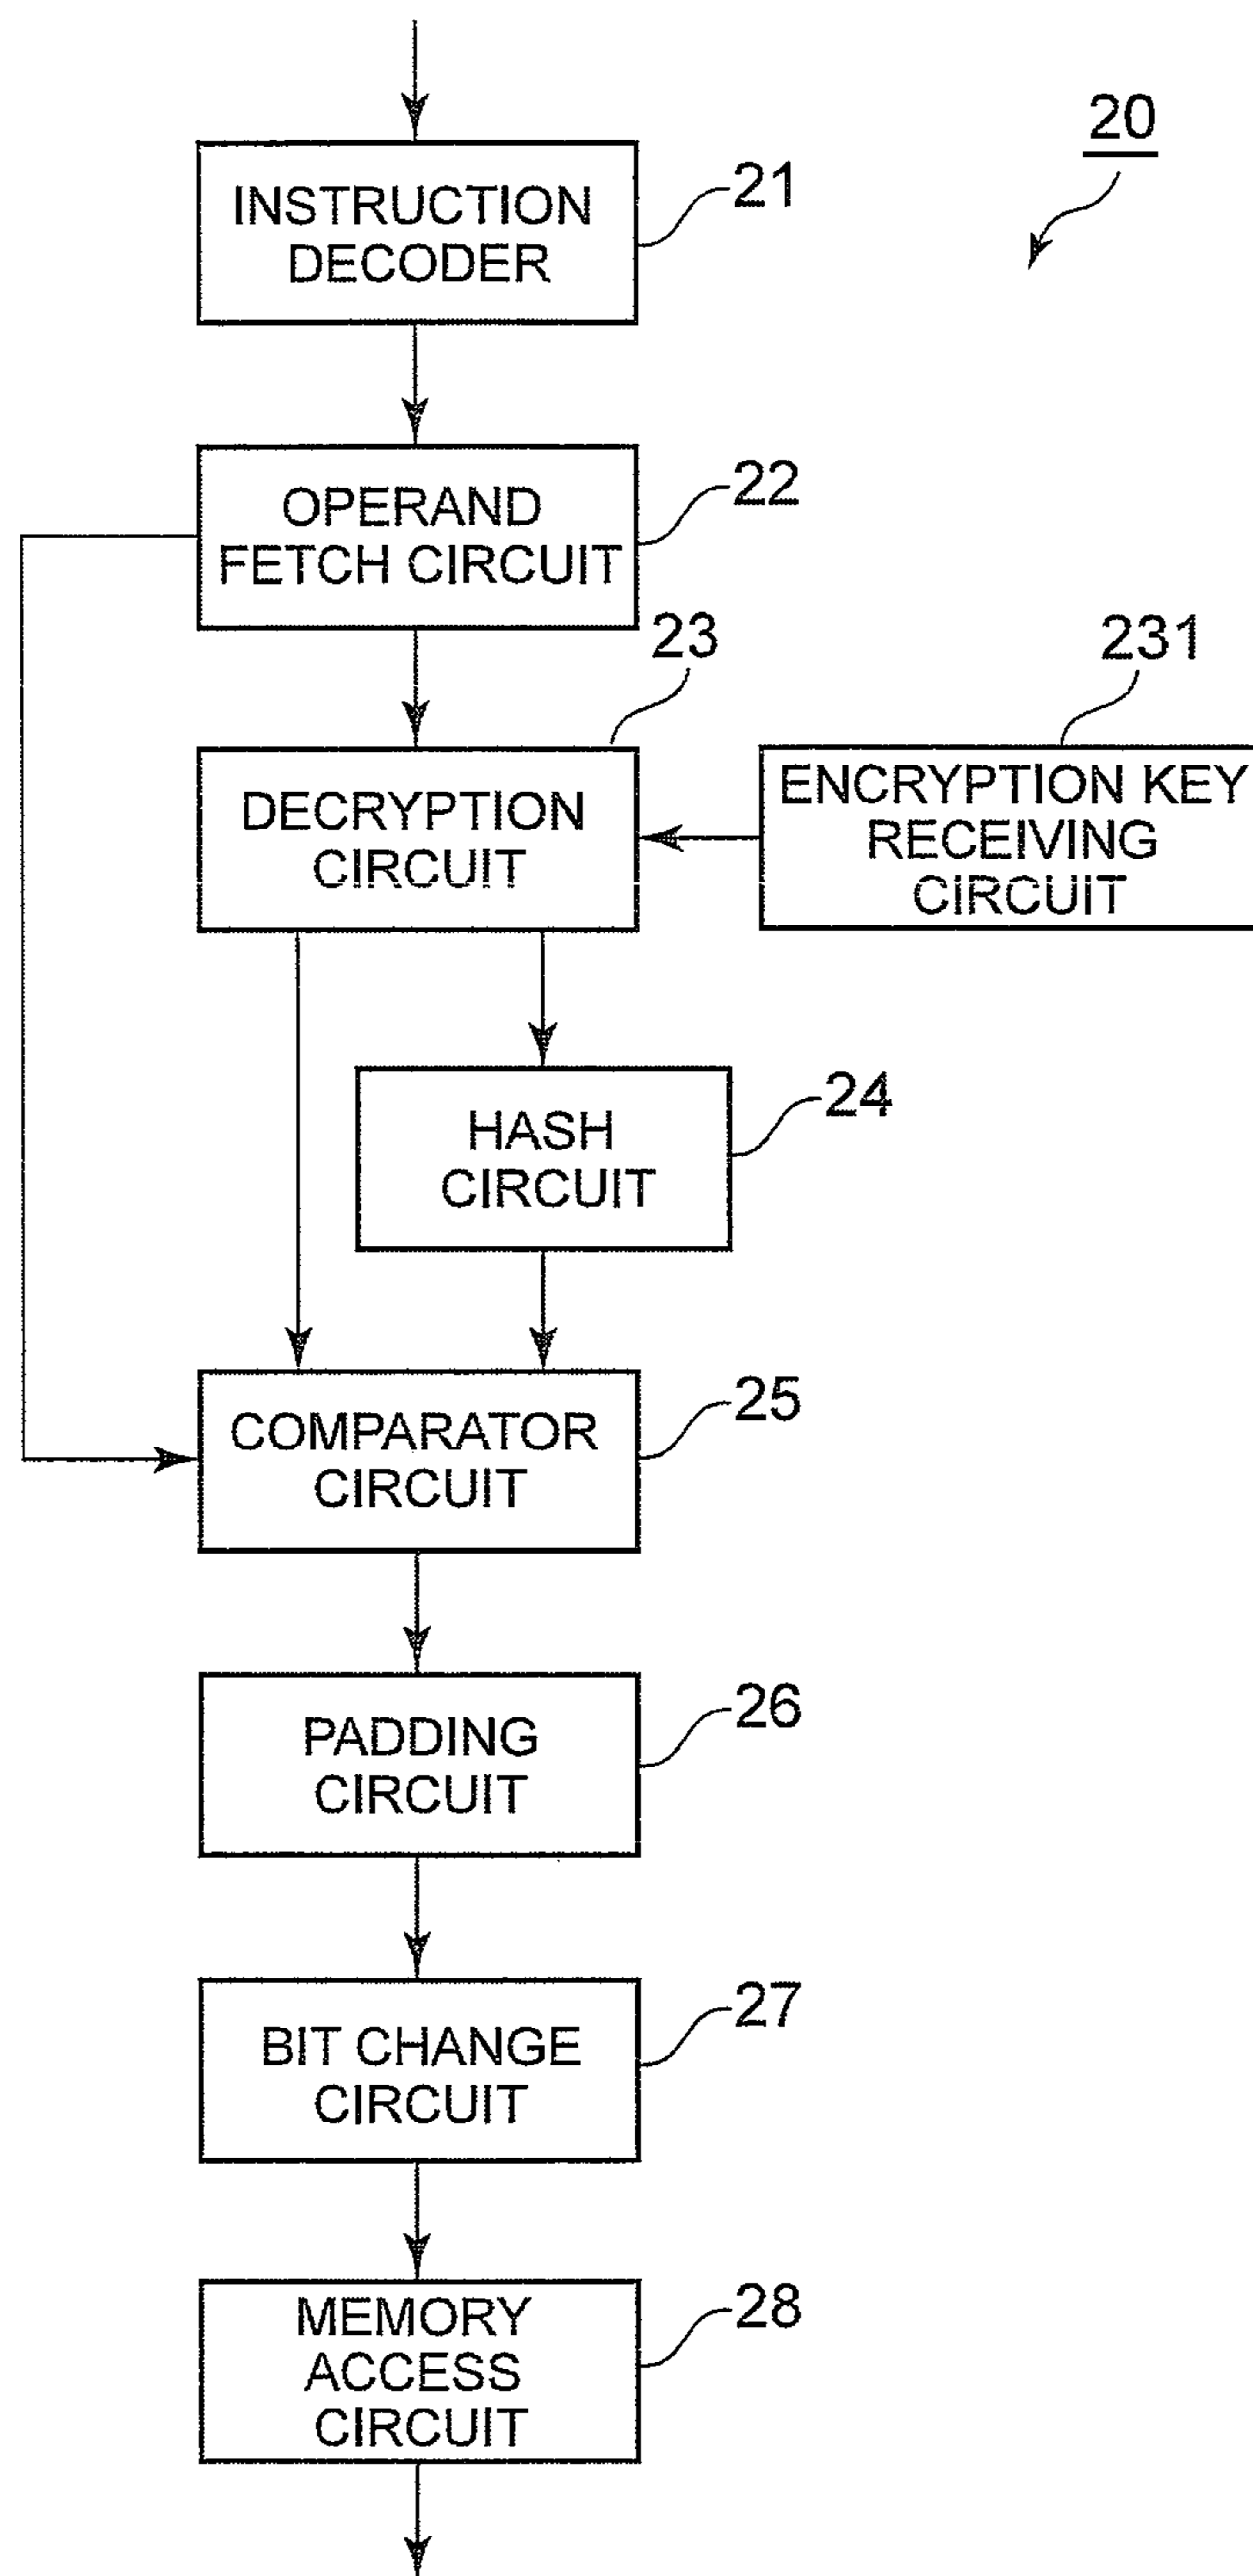 20
INSTRUCTION
DECODER
21
OPERAND
FETCH CIRCUIT
22
23
231
DECRYPTION
CIRCUIT
ENCRYPTION KEY
RECEIVING
CIRCUIT
HASH
CIRCUIT
24
COMPARATOR
CIRCUIT
25
PADDING
CIRCUIT
26
BIT CHANGE
CIRCUIT
27
MEMORY
ACCESS
CIRCUIT
28